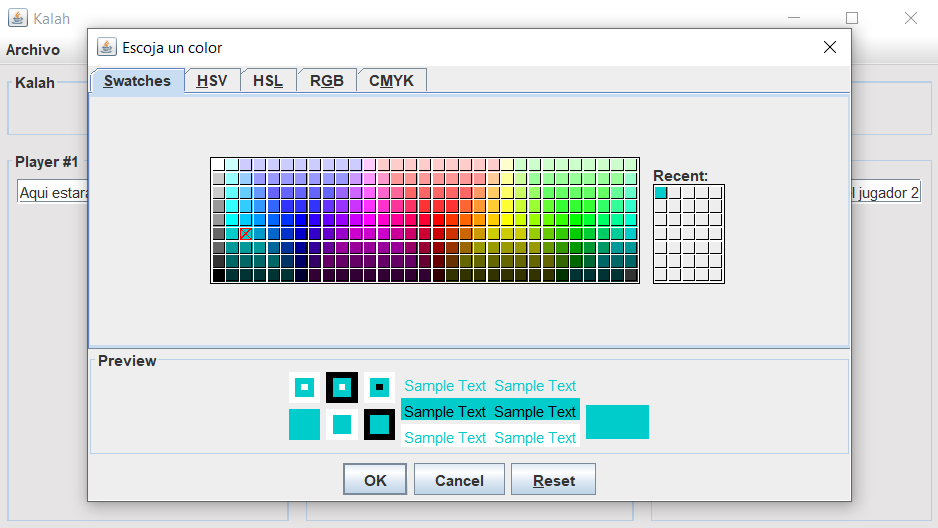 Kalah
Archivo
Escoja un color
Swatches HSV HSL RGB CMYK
Kalah
Player #1
Aqui estara
l jugador 2
Recent:
Preview
Sample Text Sample Text
Sample Text Sample Text
Sample Text Sample Text
OK Cancel Reset